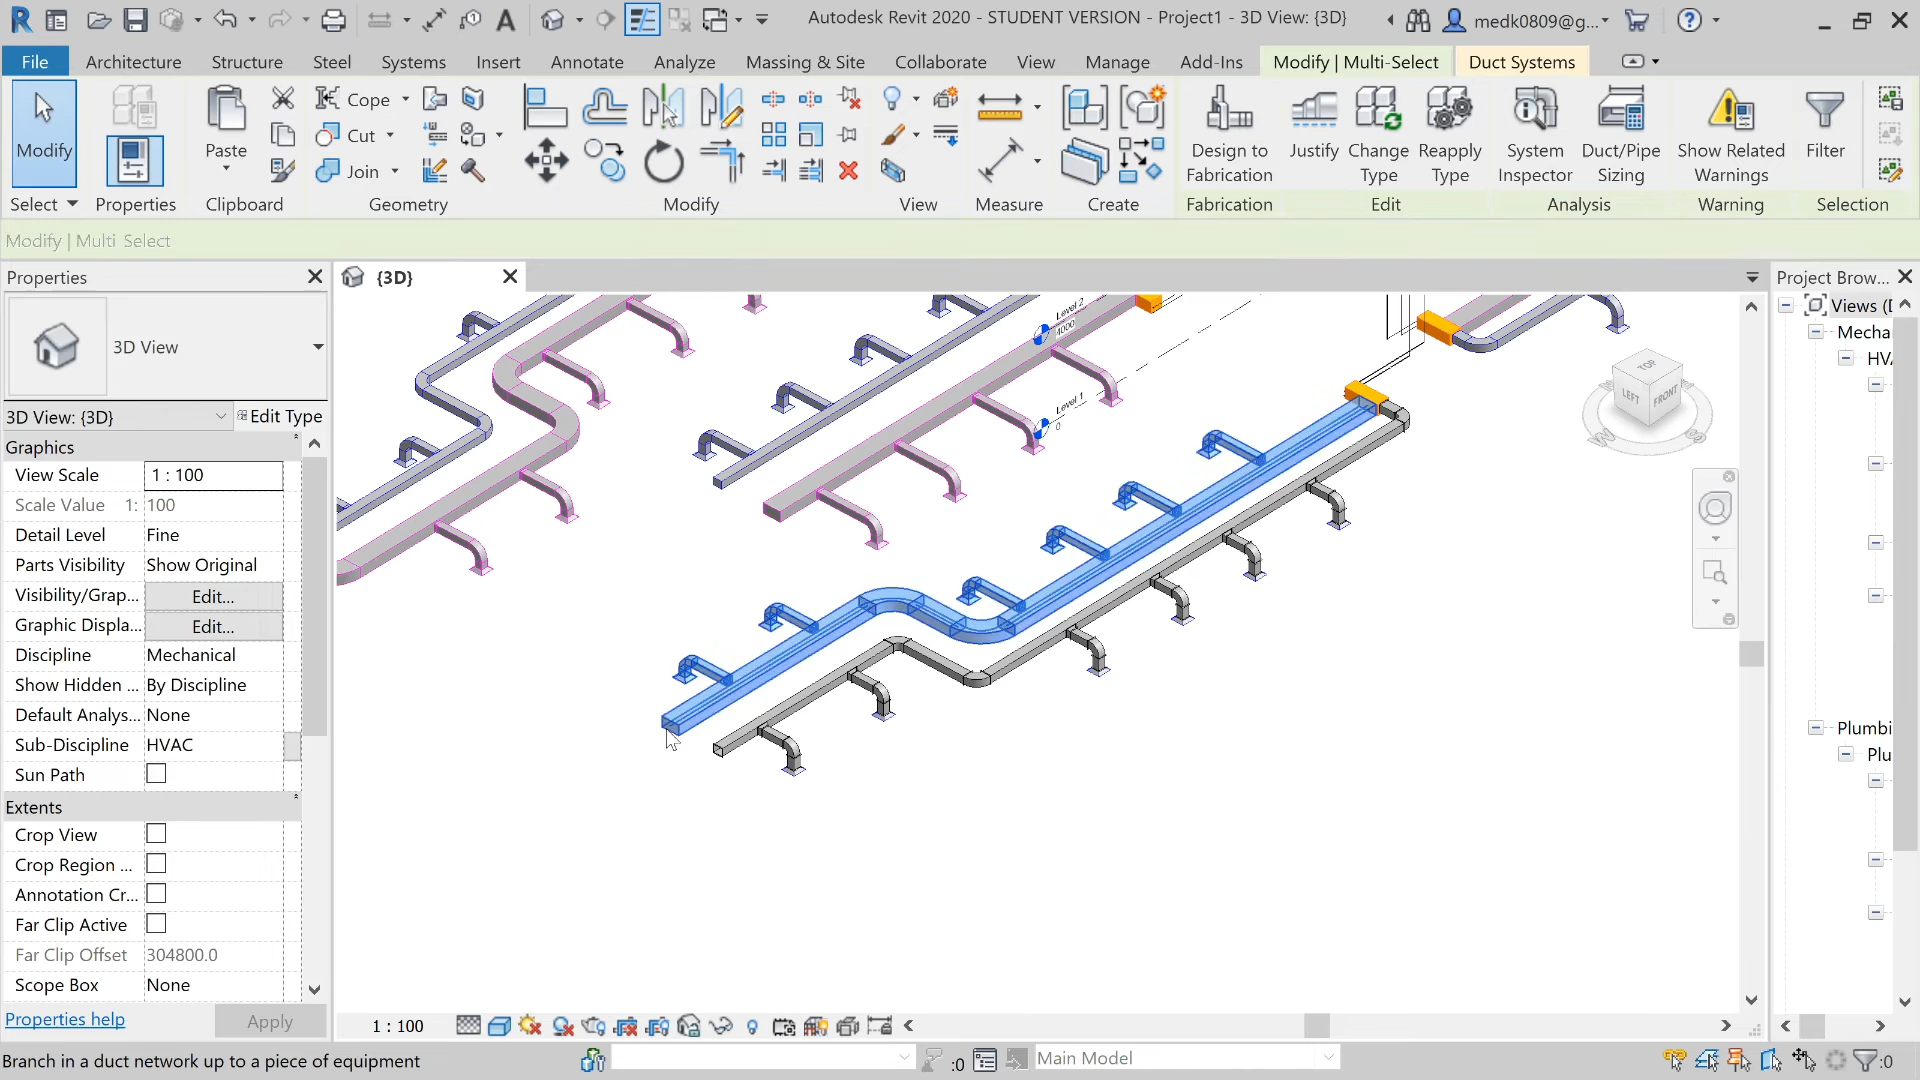 Autodesk Revit 2020 - STUDENT VERSION - Project1 - 3D View: {3D}
medk0809@g...
File
Architecture
Structure
Steel
Systems
Insert
Annotate
Analyze
Massing & Site
Collaborate
View
Manage
Add-Ins
Modify | Multi-Select
Duct Systems
Modify
Paste
Cope
Cut
Join
Design to
Fabrication
Justify
Change
Type
Reapply
Type
System
Inspector
Duct/Pipe
Sizing
Show Related
Warnings
Filter
Select
Properties
Clipboard
Geometry
Modify
View
Measure
Create
Fabrication
Edit
Analysis
Warning
Selection
Modify | Multi Select
Properties
{3D}
Project Brow...
3D View
3D View: {3D}
Edit Type
Graphics
View Scale 1 : 100
Scale Value 1: 100
Detail Level Fine
Parts Visibility Show Original
Visibility/Grap... Edit...
Graphic Displa... Edit...
Discipline Mechanical
Show Hidden ... By Discipline
Default Analys... None
Sub-Discipline HVAC
Sun Path
Extents
Crop View
Crop Region ...
Annotation Cr...
Far Clip Active
Far Clip Offset 304800.0
Scope Box None
Properties help
Apply
Level 2
4000
Level 1
0
TOP
LEFT
FRONT
W
Views (D
Mecha
HVA
Plumbi
Plu
1 : 100
Branch in a duct network up to a piece of equipment
:0
Main Model
:0